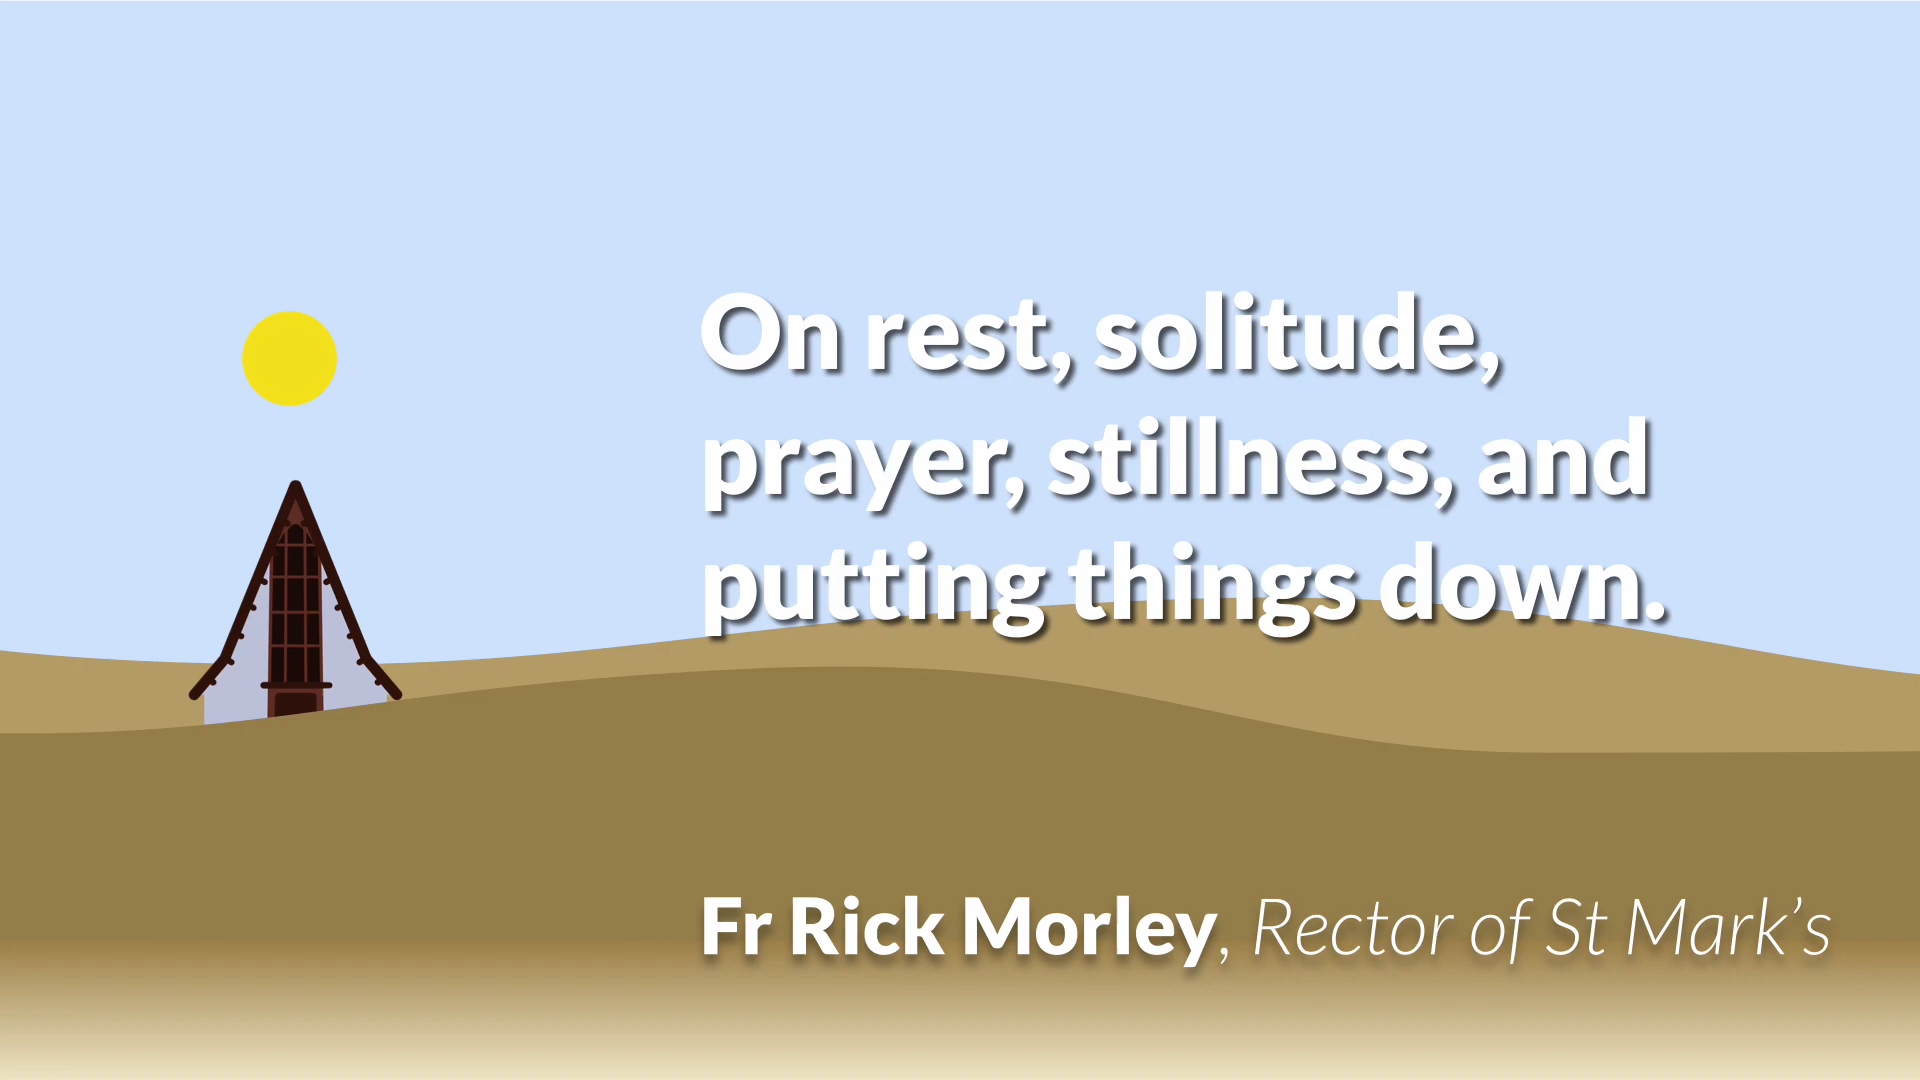 On rest, solitude,
prayer, stillness, and
putting things down.
Fr Rick Morley, Rector of St Mark’s